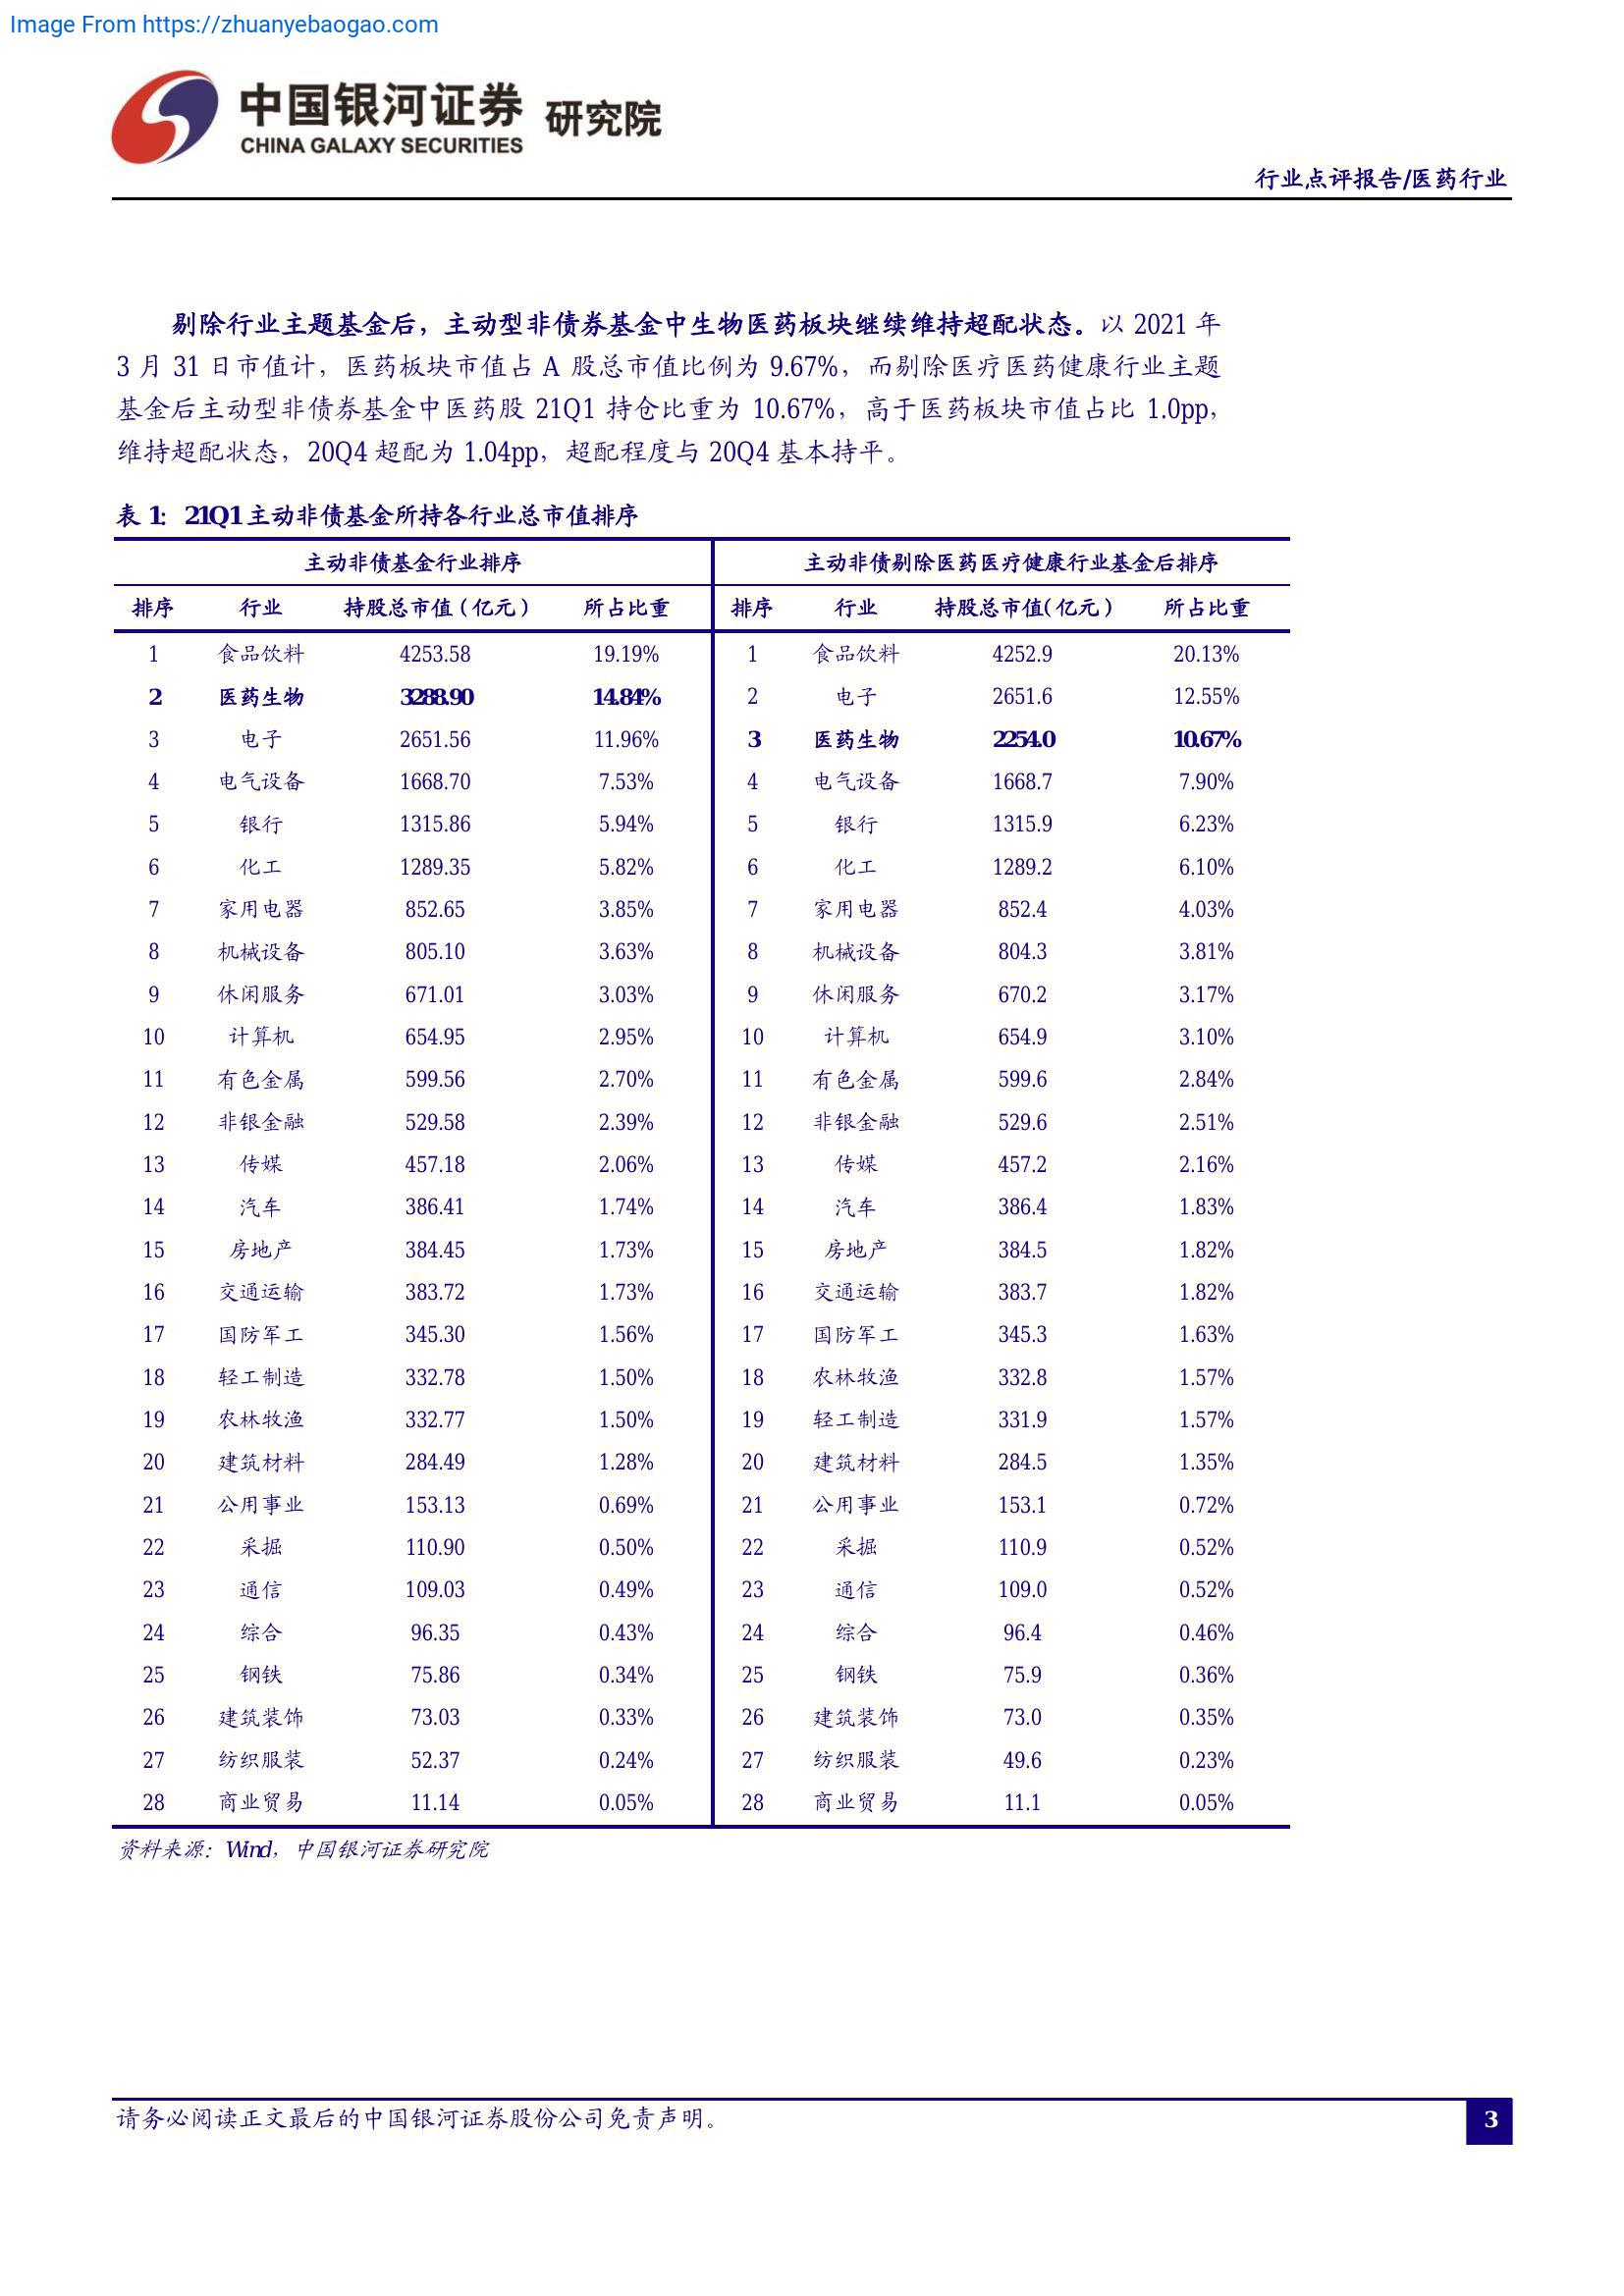 Image From https://zhuanyebaogao.com
中国银河证券 研究院
CHINA GALAXY SECURITIES
行业点评报告/医药行业
剔除行业主题基金后，主动型非债券基金中生物医药板块继续维持超配状态。以 2021 年
3 月 31 日市值计，医药板块市值占 A 股总市值比例为 9.67%，而剔除医疗医药健康行业主题
基金后主动型非债券基金中医药股 21Q1 持仓比重为 10.67%，高于医药板块市值占比 1.0pp，
维持超配状态，20Q4 超配为 1.04pp，超配程度与 20Q4 基本持平。
表 1: 21Q1 主动非债基金所持各行业总市值排序
主动非债基金行业排序 主动非债剔除医药医疗健康行业基金后排序
排序 行业 持股总市值（亿元） 所占比重 排序 行业 持股总市值(亿元） 所占比重
1 食品饮料 4253.58 19.19% 1 食品饮料 4252.9 20.13%
2 医药生物 3288.90 14.84% 2 电子 2651.6 12.55%
3 电子 2651.56 11.96% 3 医药生物 2254.0 10.67%
4 电气设备 1668.70 7.53% 4 电气设备 1668.7 7.90%
5 银行 1315.86 5.94% 5 银行 1315.9 6.23%
6 化工 1289.35 5.82% 6 化工 1289.2 6.10%
7 家用电器 852.65 3.85% 7 家用电器 852.4 4.03%
8 机械设备 805.10 3.63% 8 机械设备 804.3 3.81%
9 休闲服务 671.01 3.03% 9 休闲服务 670.2 3.17%
10 计算机 654.95 2.95% 10 计算机 654.9 3.10%
11 有色金属 599.56 2.70% 11 有色金属 599.6 2.84%
12 非银金融 529.58 2.39% 12 非银金融 529.6 2.51%
13 传媒 457.18 2.06% 13 传媒 457.2 2.16%
14 汽车 386.41 1.74% 14 汽车 386.4 1.83%
15 房地产 384.45 1.73% 15 房地产 384.5 1.82%
16 交通运输 383.72 1.73% 16 交通运输 383.7 1.82%
17 国防军工 345.30 1.56% 17 国防军工 345.3 1.63%
18 轻工制造 332.78 1.50% 18 农林牧渔 332.8 1.57%
19 农林牧渔 332.77 1.50% 19 轻工制造 331.9 1.57%
20 建筑材料 284.49 1.28% 20 建筑材料 284.5 1.35%
21 公用事业 153.13 0.69% 21 公用事业 153.1 0.72%
22 采掘 110.90 0.50% 22 采掘 110.9 0.52%
23 通信 109.03 0.49% 23 通信 109.0 0.52%
24 综合 96.35 0.43% 24 综合 96.4 0.46%
25 钢铁 75.86 0.34% 25 钢铁 75.9 0.36%
26 建筑装饰 73.03 0.33% 26 建筑装饰 73.0 0.35%
27 纺织服装 52.37 0.24% 27 纺织服装 49.6 0.23%
28 商业贸易 11.14 0.05% 28 商业贸易 11.1 0.05%
资料来源：Wind，中国银河证券研究院
请务必阅读正文最后的中国银河证券股份公司免责声明。
3